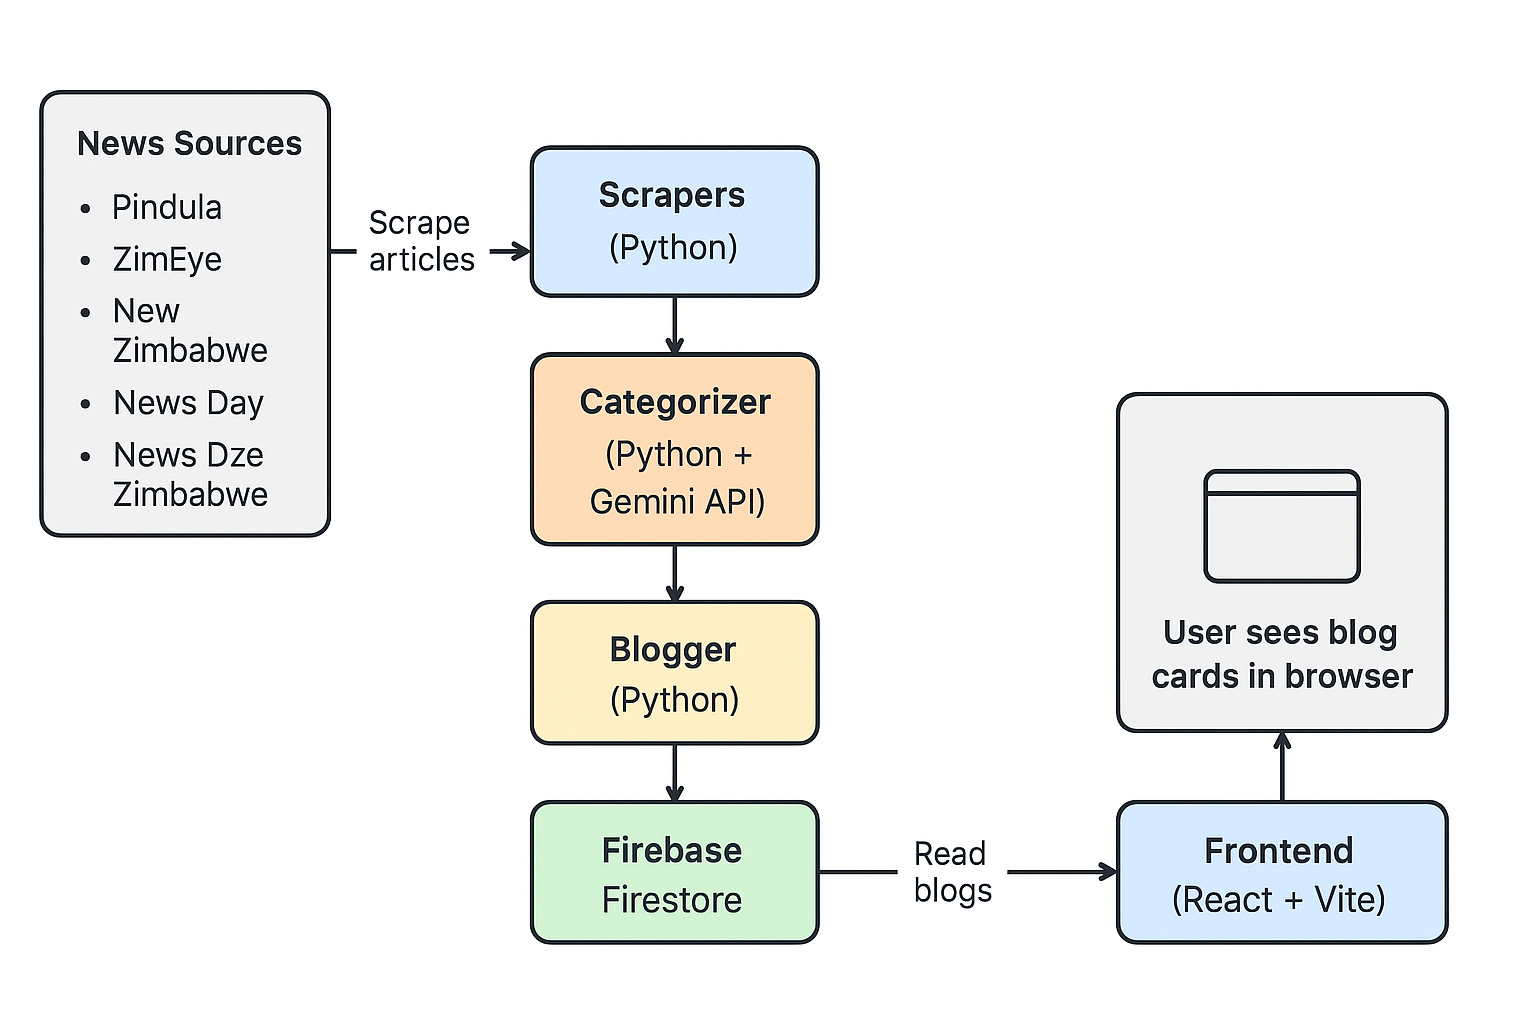 News Sources
• Pindula
• ZimEye
• New
Zimbabwe
• News Day
• News Dze
Zimbabwe
Scrape
articles
Scrapers
(Python)
Categorizer
(Python +
Gemini API)
Blogger
(Python)
Firebase
Firestore
Read
blogs
Frontend
(React + Vite)
User sees blog
cards in browser